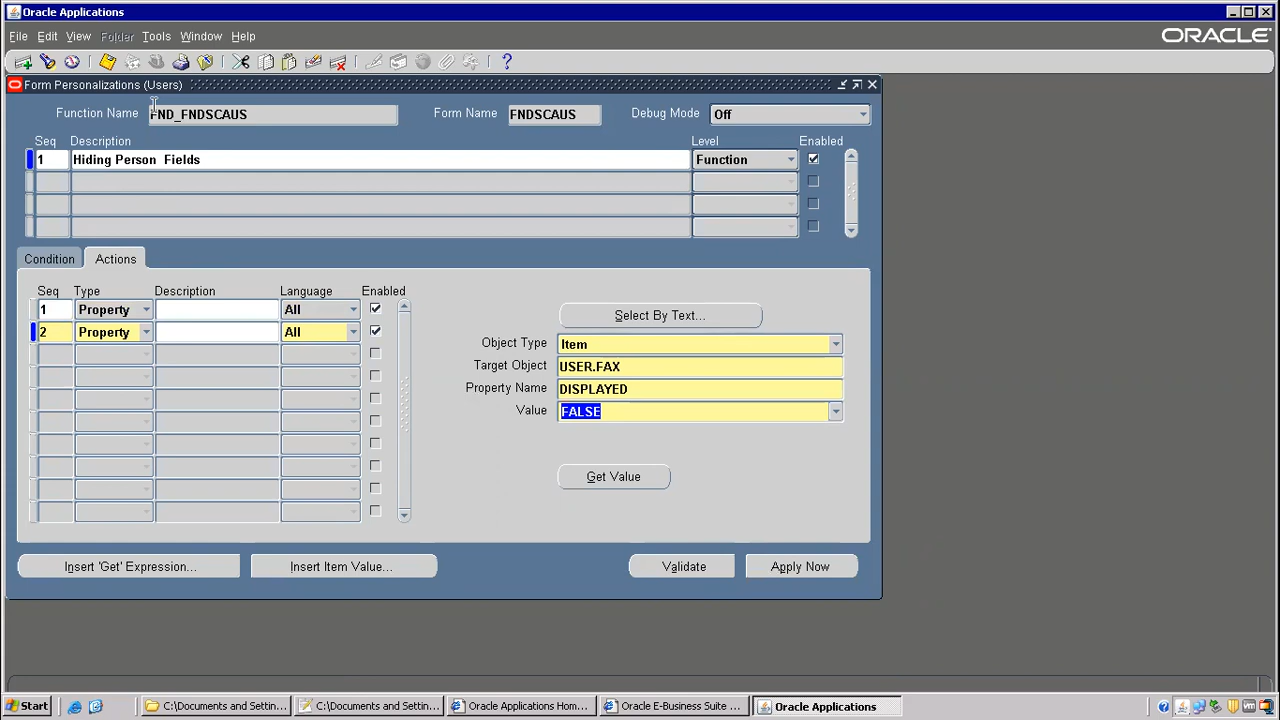 Oracle Applications
File Edit View Folder Tools Window Help
ORACLE
Form Personalizations (Users)
Function Name FND_FNDSCAUS Form Name FNDSCAUS Debug Mode Off
Seq Description Level Enabled
1 Hiding Person Fields Function
Condition Actions
Seq Type Description Language Enabled
1 Property All
2 Property All
Select By Text...
Object Type Item
Target Object USER.FAX
Property Name DISPLAYED
Value FALSE
Get Value
Insert 'Get' Expression... Insert Item Value... Validate Apply Now
Start C:\Documents and Settin... C:\Documents and Settin... Oracle Applications Hom... Oracle E-Business Suite ... Oracle Applications